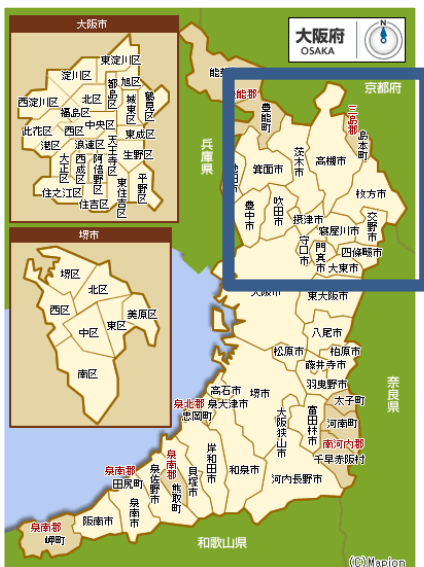 大阪市
東淀川区
淀川区
旭区
都島区
鶴見区
西淀川区
北区
城東区
福島区
此花区
西区
中央区
東成区
港区
浪速区
天王寺区
生野区
大正区
西成区
阿倍野区
平野区
東住吉区
住之江区
住吉区
堺市
堺区
北区
西区
美原区
東区
中区
南区
大阪府
OSAKA
京都府
兵庫県
奈良県
和歌山県
豊能町
三島郡
島本町
茨木市
高槻市
箕面市
枚方市
豊中市
吹田市
摂津市
交野市
寝屋川市
守口市
門真市
四條畷市
大東市
大阪市
東大阪市
八尾市
松原市
柏原市
藤井寺市
羽曳野市
高石市
堺市
太子町
泉北郡
泉大津市
忠岡町
大阪狭山市
富田林市
河南町
南河内郡
千早赤阪村
泉南郡
田尻町
泉佐野市
泉南郡
熊取町
貝塚市
岸和田市
和泉市
河内長野市
泉南郡
岬町
阪南市
泉南市
(C)Mapion